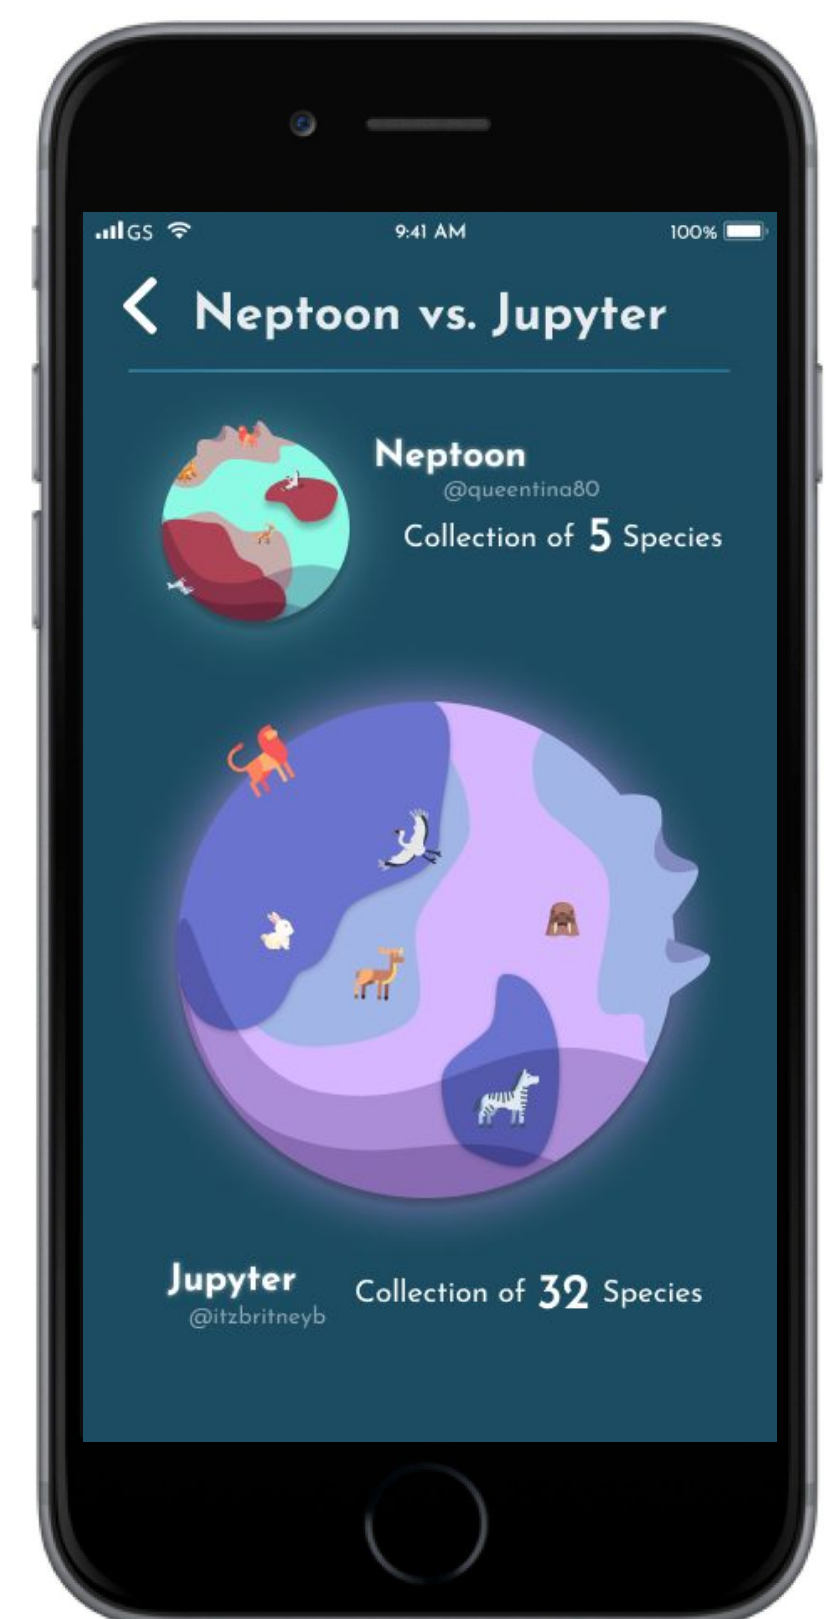 GS 9:41 AM 100%
Neptoon vs. Jupyter
Neptoon
@queentina80
Collection of 5 Species
Jupyter
@itzbritneyb
Collection of 32 Species